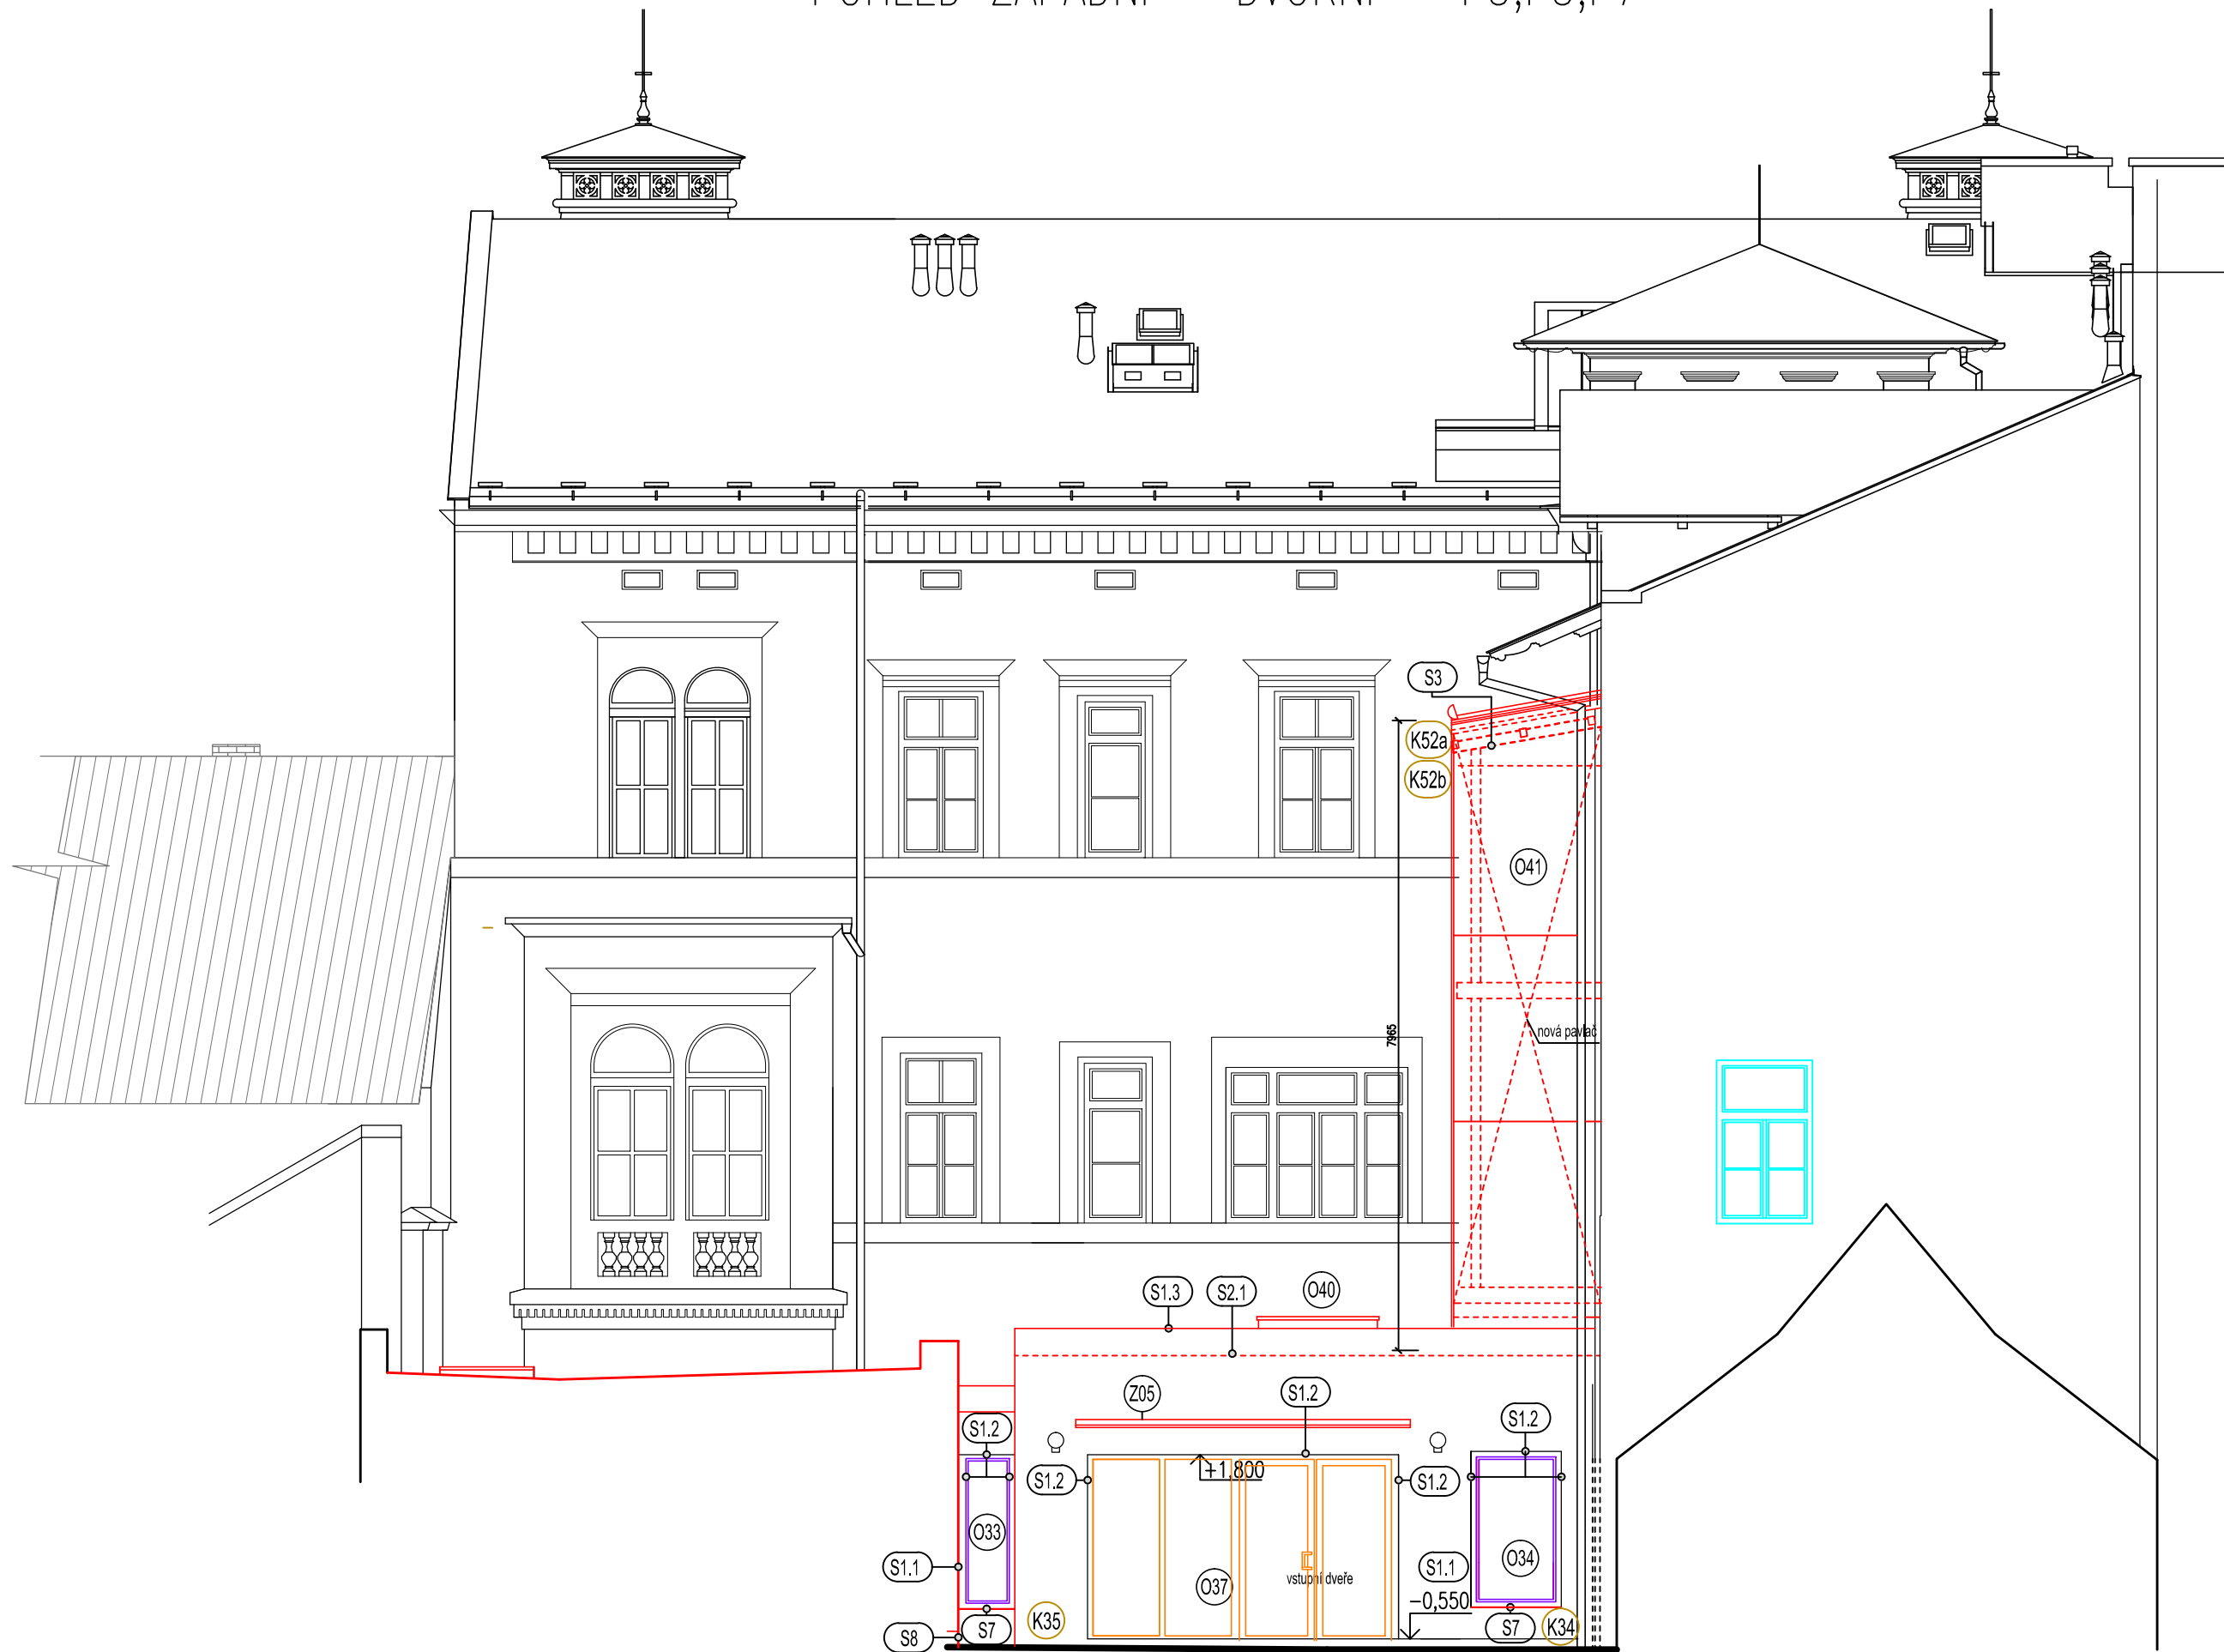 S3
K52a
K52b
O41
nová pavlač
7965
S1.3
S2.1
O40
Z05
S1.2
S1.2
S1.2
S1.2
+1,800
S1.2
O33
O34
S1.1
S1.1
O37
vstupní dveře
-0,550
K35
S7
S7
K34
S8